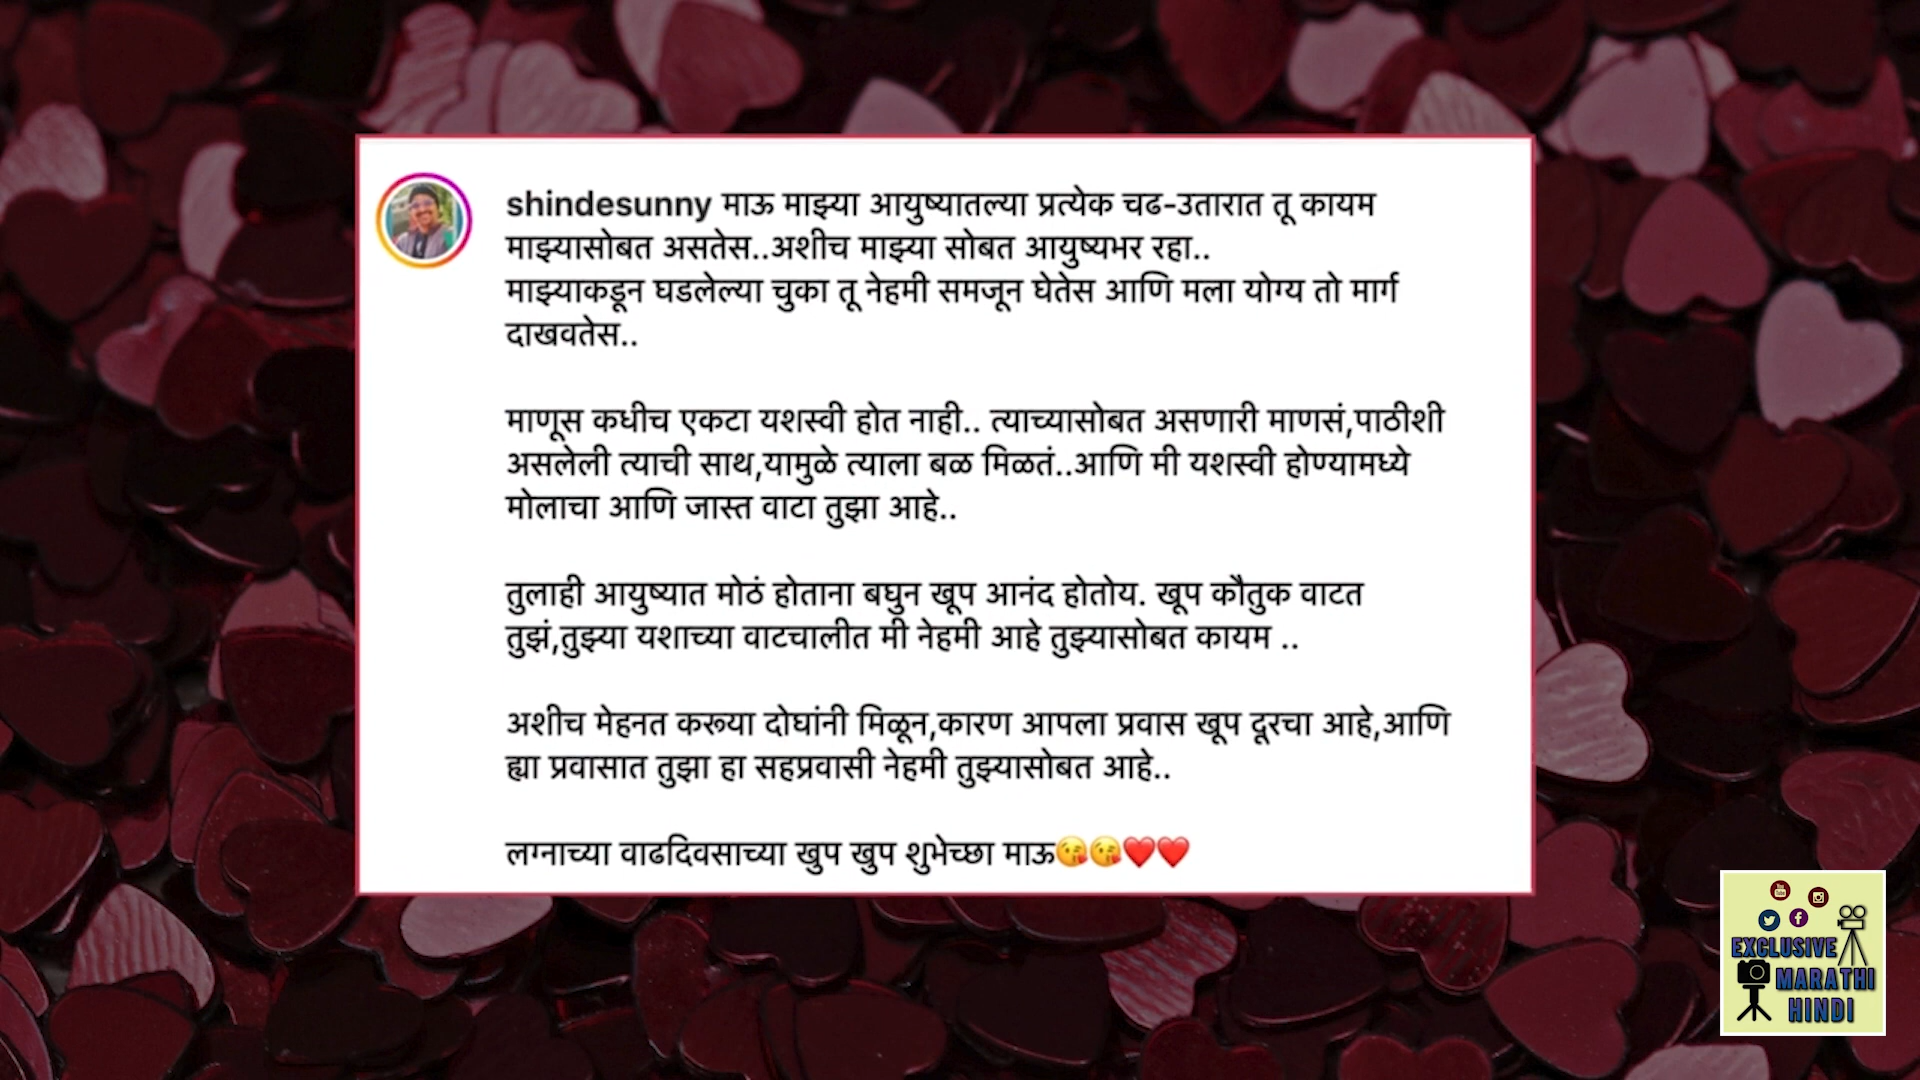 shindesunny माऊ माझ्या आयुष्यातल्या प्रत्येक चढ-उतारात तू कायम
माझ्यासोबत असतेस..अशीच माझ्या सोबत आयुष्यभर रहा..
माझ्याकडून घडलेल्या चुका तू नेहमी समजून घेतेस आणि मला योग्य तो मार्ग
दाखवतेस..
माणूस कधीच एकटा यशस्वी होत नाही.. त्याच्यासोबत असणारी माणसं,पाठीशी
असलेली त्याची साथ,यामुळे त्याला बळ मिळतं..आणि मी यशस्वी होण्यामध्ये
मोलाचा आणि जास्त वाटा तुझा आहे..
तुलाही आयुष्यात मोठं होताना बघुन खूप आनंद होतोय. खूप कौतुक वाटत
तुझं,तुझ्या यशाच्या वाटचालीत मी नेहमी आहे तुझ्यासोबत कायम ..
अशीच मेहनत करूया दोघांनी मिळून,कारण आपला प्रवास खूप दूरचा आहे,आणि
ह्या प्रवासात तुझा हा सहप्रवासी नेहमी तुझ्यासोबत आहे..
लग्नाच्या वाढदिवसाच्या खुप खुप शुभेच्छा माऊ😘😘❤️❤️
EXCLUSIVE
MARATHI
HINDI